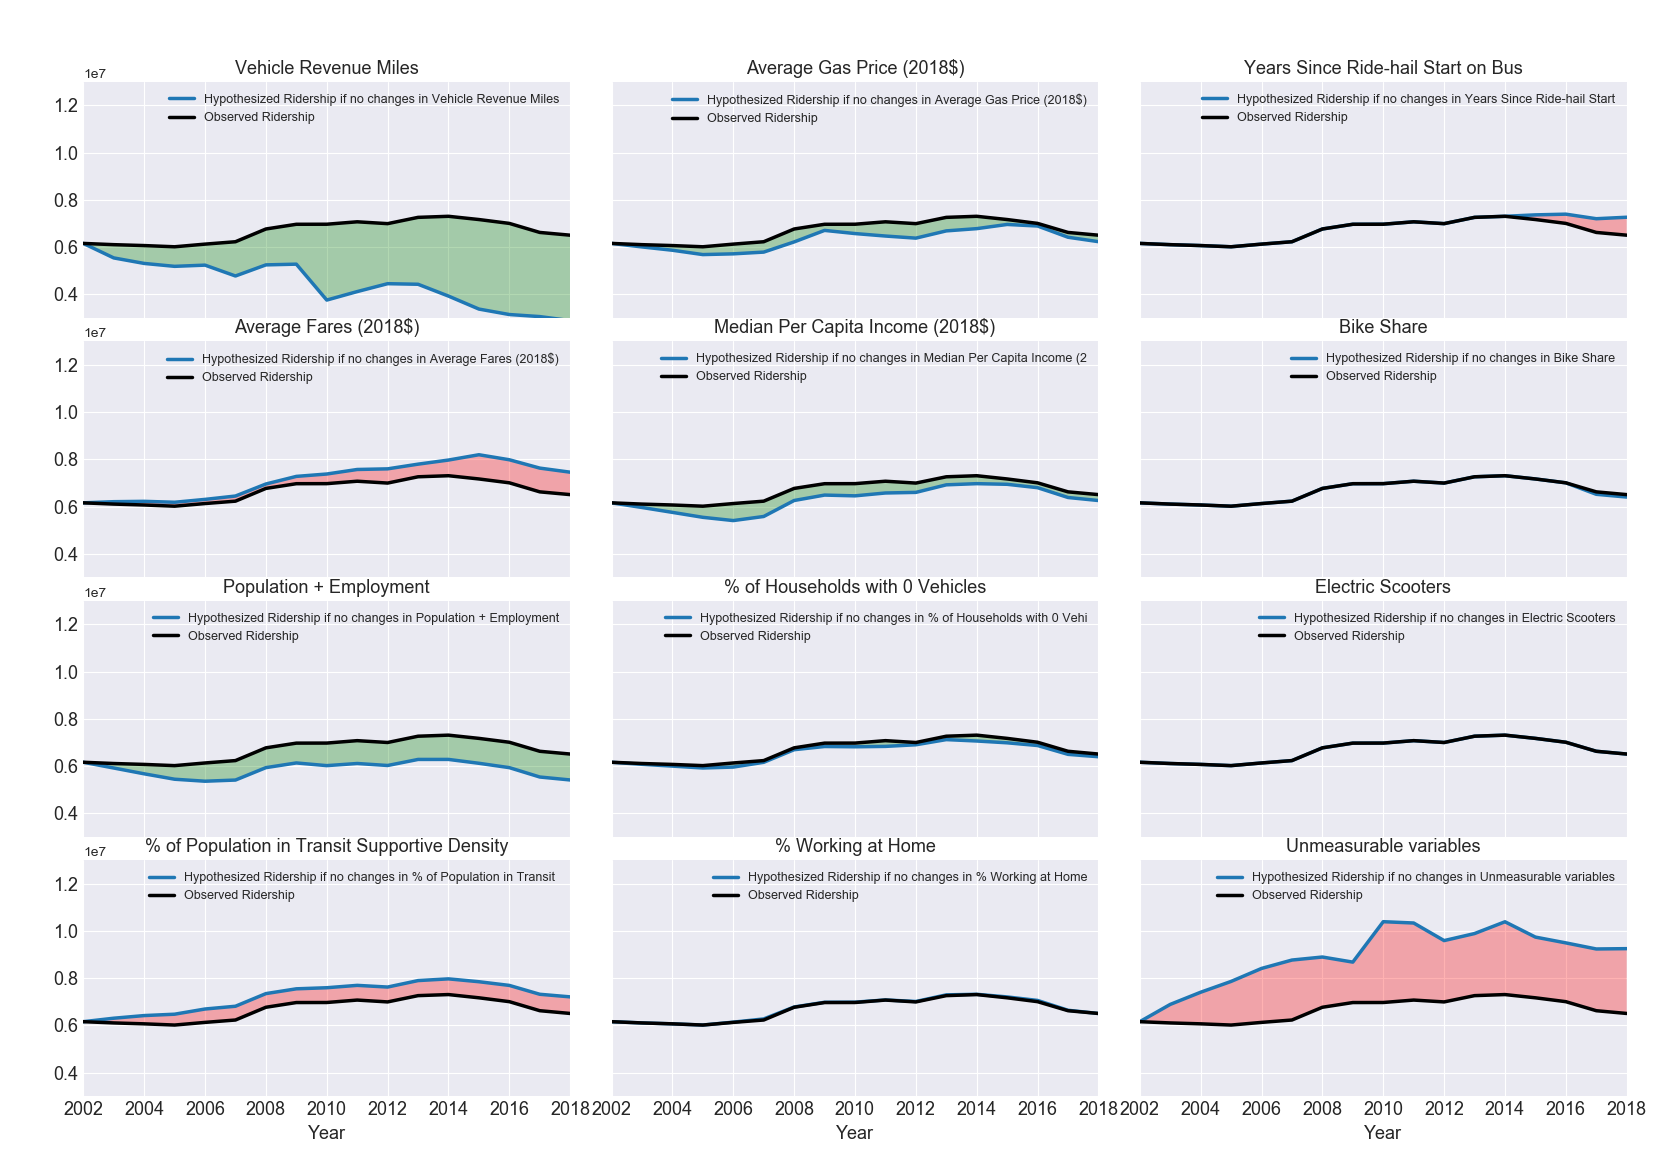 Vehicle Revenue Miles
1e7
Hypothesized Ridership if no changes in Vehicle Revenue Miles
Observed Ridership
1.2
1.0
0.8
0.6
0.4
Average Gas Price (2018$)
Hypothesized Ridership if no changes in Average Gas Price (2018$)
Observed Ridership
Years Since Ride-hail Start on Bus
Hypothesized Ridership if no changes in Years Since Ride-hail Start
Observed Ridership
Average Fares (2018$)
1e7
Hypothesized Ridership if no changes in Average Fares (2018$)
Observed Ridership
1.2
1.0
0.8
0.6
0.4
Median Per Capita Income (2018$)
Hypothesized Ridership if no changes in Median Per Capita Income (2
Observed Ridership
Bike Share
Hypothesized Ridership if no changes in Bike Share
Observed Ridership
Population + Employment
1e7
Hypothesized Ridership if no changes in Population + Employment
Observed Ridership
1.2
1.0
0.8
0.6
0.4
% of Households with 0 Vehicles
Hypothesized Ridership if no changes in % of Households with 0 Vehi
Observed Ridership
Electric Scooters
Hypothesized Ridership if no changes in Electric Scooters
Observed Ridership
% of Population in Transit Supportive Density
1e7
Hypothesized Ridership if no changes in % of Population in Transit
Observed Ridership
1.2
1.0
0.8
0.6
0.4
2002 2004 2006 2008 2010 2012 2014 2016 2018
Year
% Working at Home
Hypothesized Ridership if no changes in % Working at Home
Observed Ridership
2002 2004 2006 2008 2010 2012 2014 2016 2018
Year
Unmeasurable variables
Hypothesized Ridership if no changes in Unmeasurable variables
Observed Ridership
2002 2004 2006 2008 2010 2012 2014 2016 2018
Year